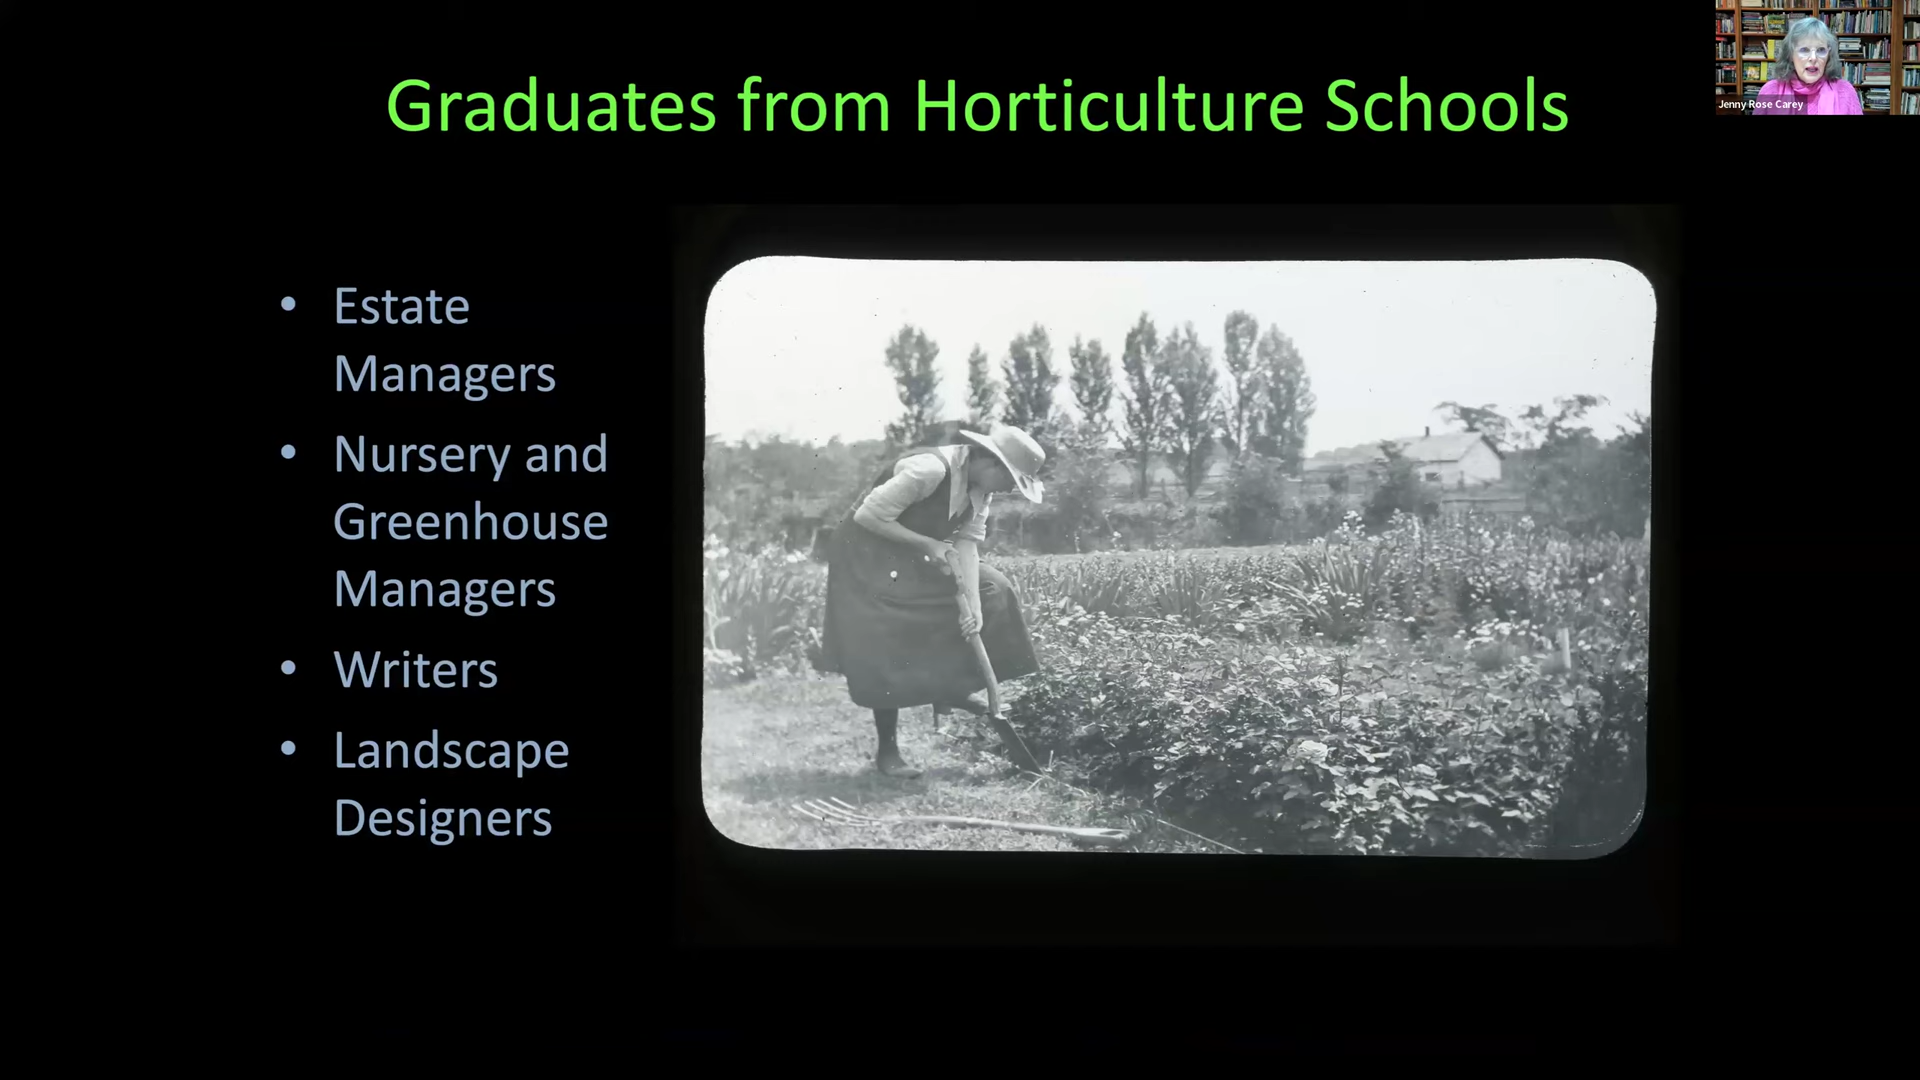 Graduates from Horticulture Schools
Jenny Rose Carey
• Estate
Managers
• Nursery and
Greenhouse
Managers
• Writers
• Landscape
Designers